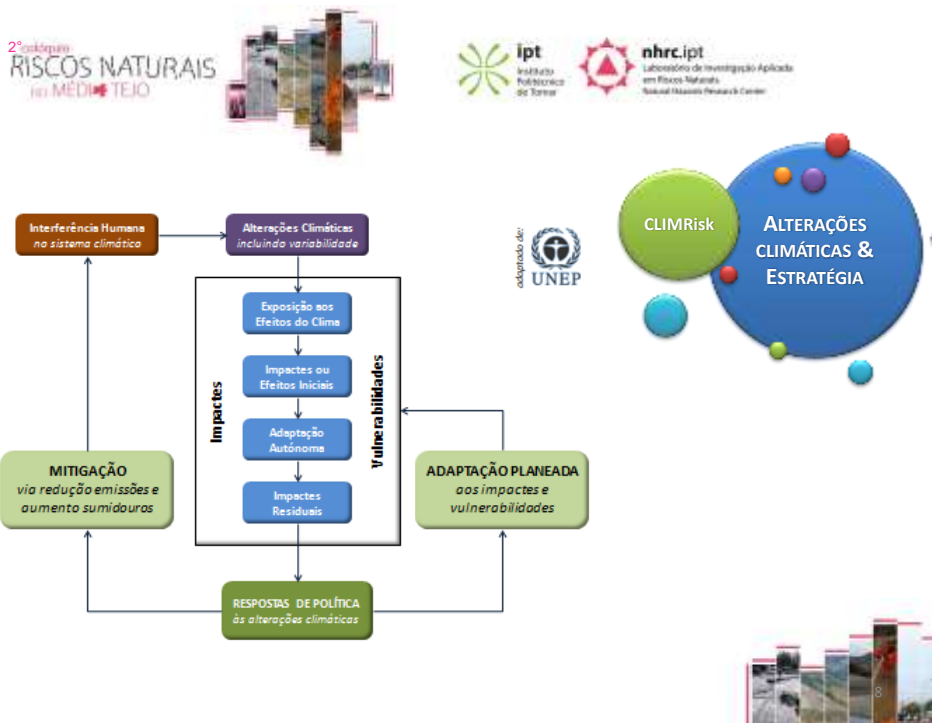 2º colóquio
RISCOS NATURAIS
no MÉDIO TEJO
ipt
Instituto
Politécnico
de Tomar
nhrc.ipt
Laboratório de Investigação Aplicada
em Riscos Naturais
Natural Hazards Research Center
CLIMRisk
ALTERAÇÕES
CLIMÁTICAS &
ESTRATÉGIA
adaptado de:
UNEP
Interferência Humana
no sistema climático
Alterações Climáticas
incluindo variabilidade
Exposição aos
Efeitos do Clima
Impactes ou
Efeitos Iniciais
Adaptação
Autónoma
Impactes
Residuais
Impactes
Vulnerabilidades
MITIGAÇÃO
via redução emissões e
aumento sumidouros
ADAPTAÇÃO PLANEADA
aos impactes e
vulnerabilidades
RESPOSTAS DE POLÍTICA
às alterações climáticas
8